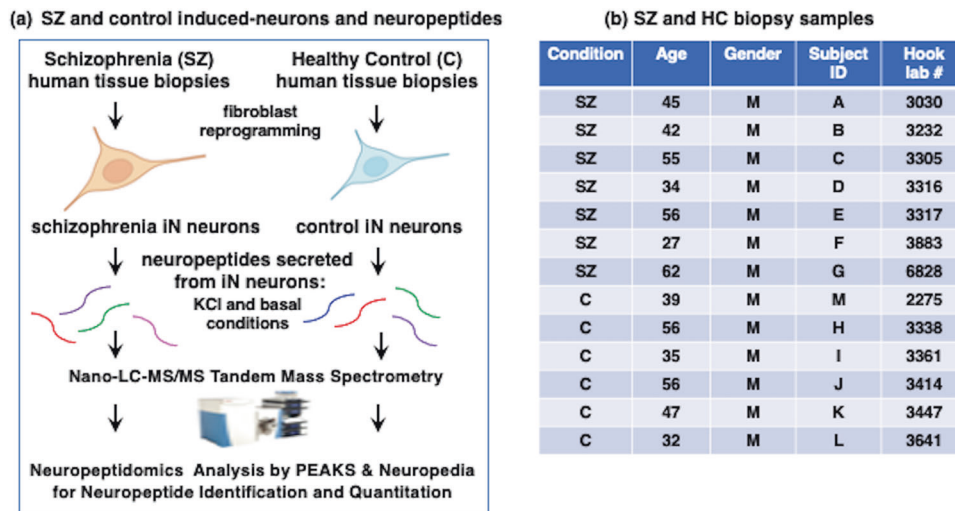 (a) SZ and control induced-neurons and neuropeptides
Schizophrenia (SZ)
human tissue biopsies
Healthy Control (C)
human tissue biopsies
fibroblast
reprogramming
schizophrenia iN neurons
control iN neurons
neuropeptides secreted
from iN neurons:
KCl and basal
conditions
Nano-LC-MS/MS Tandem Mass Spectrometry
Neuropeptidomics Analysis by PEAKS & Neuropedia
for Neuropeptide Identification and Quantitation
(b) SZ and HC biopsy samples
Condition Age Gender Subject ID Hook lab #
SZ 45 M A 3030
SZ 42 M B 3232
SZ 55 M C 3305
SZ 34 M D 3316
SZ 56 M E 3317
SZ 27 M F 3883
SZ 62 M G 6828
C 39 M M 2275
C 56 M H 3338
C 35 M I 3361
C 56 M J 3414
C 47 M K 3447
C 32 M L 3641